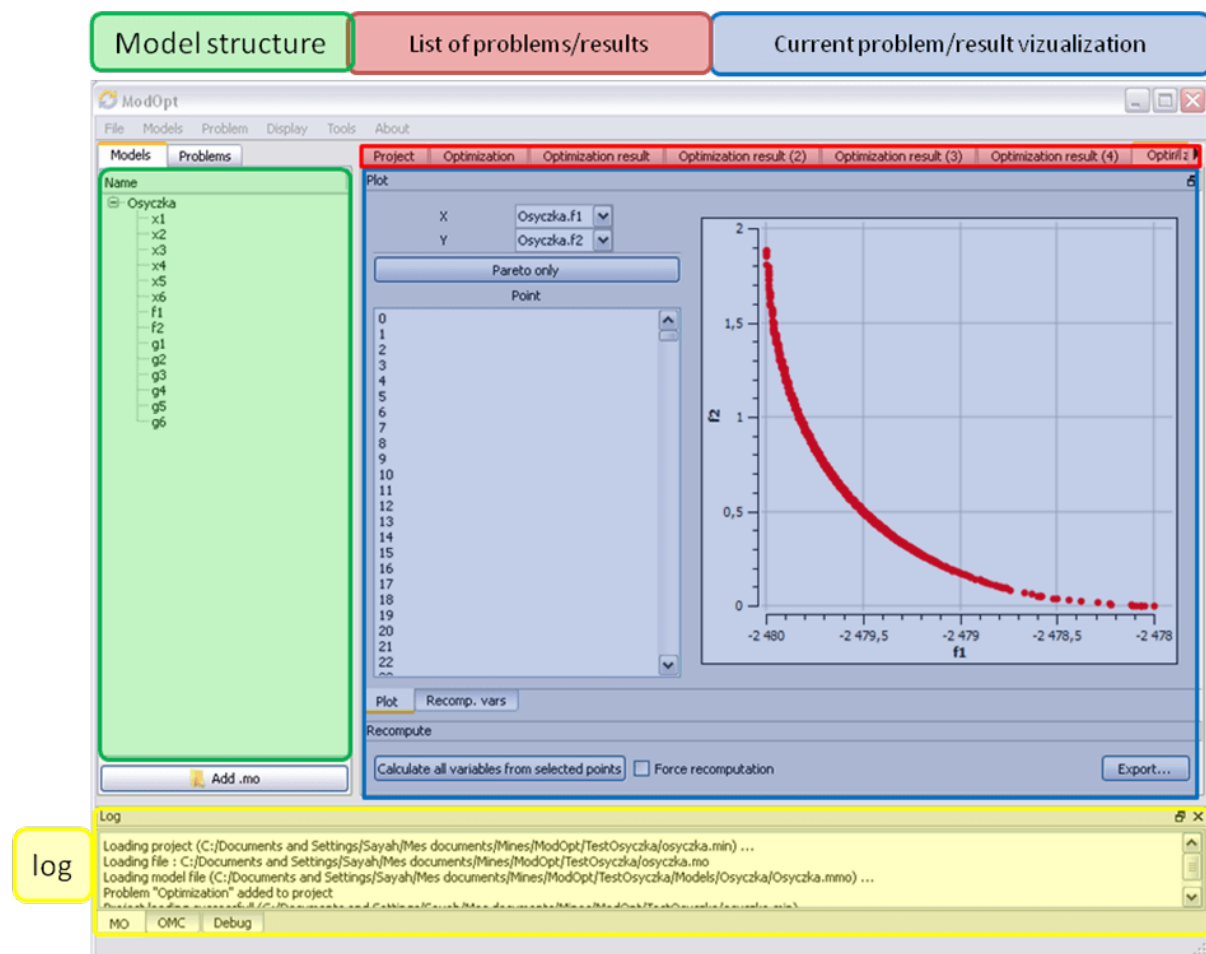 Model structure
List of problems/results
Current problem/result vizualization
ModOpt
File Models Problem Display Tools About
Models Problems
Project Optimization Optimization result Optimization result (2) Optimization result (3) Optimization result (4)
Name
Osyczka
x1
x2
x3
x4
x5
x6
f1
f2
g1
g2
g3
g4
g5
g6
Add .mo
Plot
X Osyczka.f1
Y Osyczka.f2
Pareto only
Point
0
1
2
3
4
5
6
7
8
9
10
11
12
13
14
15
16
17
18
19
20
21
22
2
1,5
f2 1
0,5
0
-2 480 -2 479,5 -2 479 -2 478,5 -2 478
f1
Plot Recomp. vars
Recompute
Calculate all variables from selected points Force recomputation Export...
log
Log
Loading project (C:/Documents and Settings/Sayah/Mes documents/Mines/ModOpt/TestOsyczka/osyczka.min) ...
Loading file : C:/Documents and Settings/Sayah/Mes documents/Mines/ModOpt/TestOsyczka/osyczka.mo
Loading model file (C:/Documents and Settings/Sayah/Mes documents/Mines/ModOpt/TestOsyczka/Models/Osyczka/Osyczka.mmo) ...
Problem "Optimization" added to project
MO OMC Debug